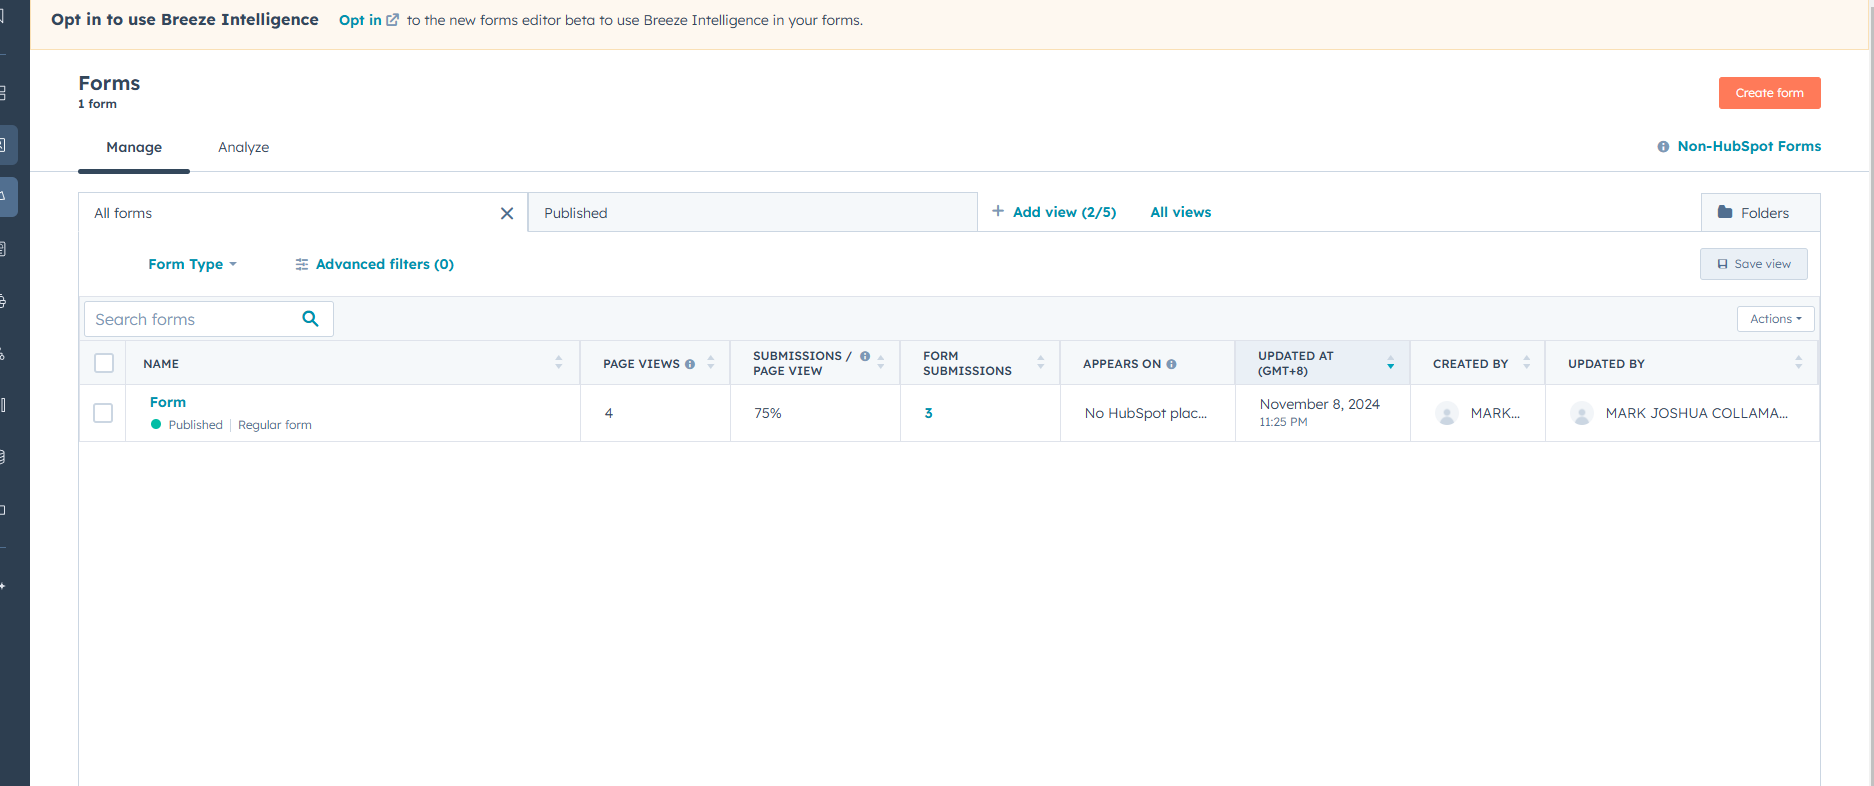 Opt in to use Breeze Intelligence Opt in to the new forms editor beta to use Breeze Intelligence in your forms.
Forms
1 form
Create form
Manage Analyze
Non-HubSpot Forms
All forms Published + Add view (2/5) All views Folders
Form Type Advanced filters (0) Save view
Search forms Actions
NAME PAGE VIEWS SUBMISSIONS / PAGE VIEW FORM SUBMISSIONS APPEARS ON UPDATED AT (GMT+8) CREATED BY UPDATED BY
Form
Published | Regular form
4 75% 3 No HubSpot plac... November 8, 2024
11:25 PM
MARK... MARK JOSHUA COLLAMA...